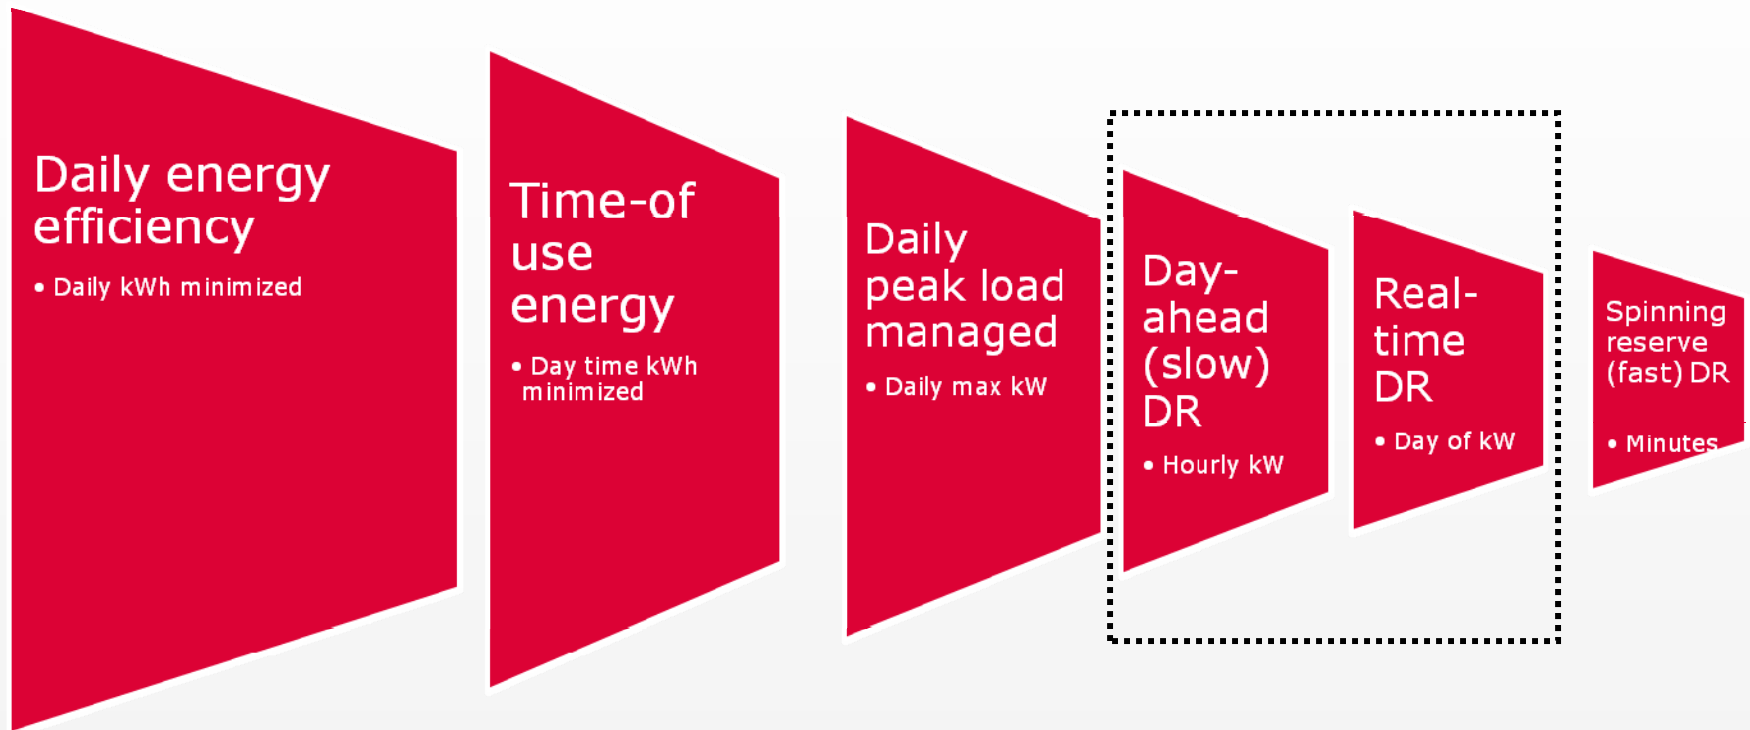 Daily energy
efficiency
• Daily kWh minimized
Time-of
use
energy
• Day time kWh
minimized
Daily
peak load
managed
• Daily max kW
Day-
ahead
(slow)
DR
• Hourly kW
Real-
time
DR
• Day of kW
Spinning
reserve
(fast) DR
• Minutes